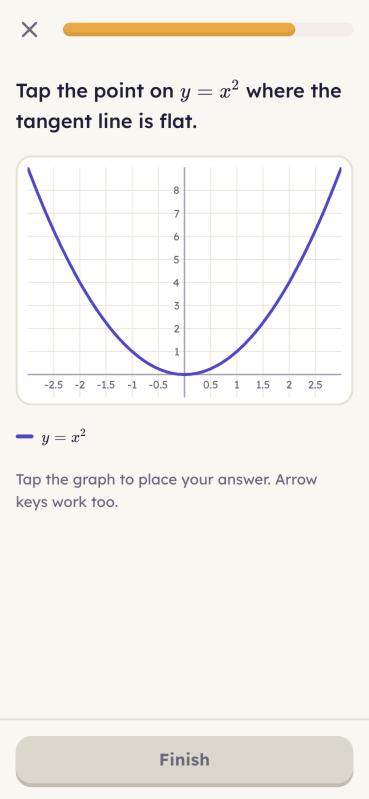 Tap the point on y = x² where the
tangent line is flat.
8
7
6
5
4
3
2
1
-2.5 -2 -1.5 -1 -0.5 0.5 1 1.5 2 2.5
y = x²
Tap the graph to place your answer. Arrow
keys work too.
Finish